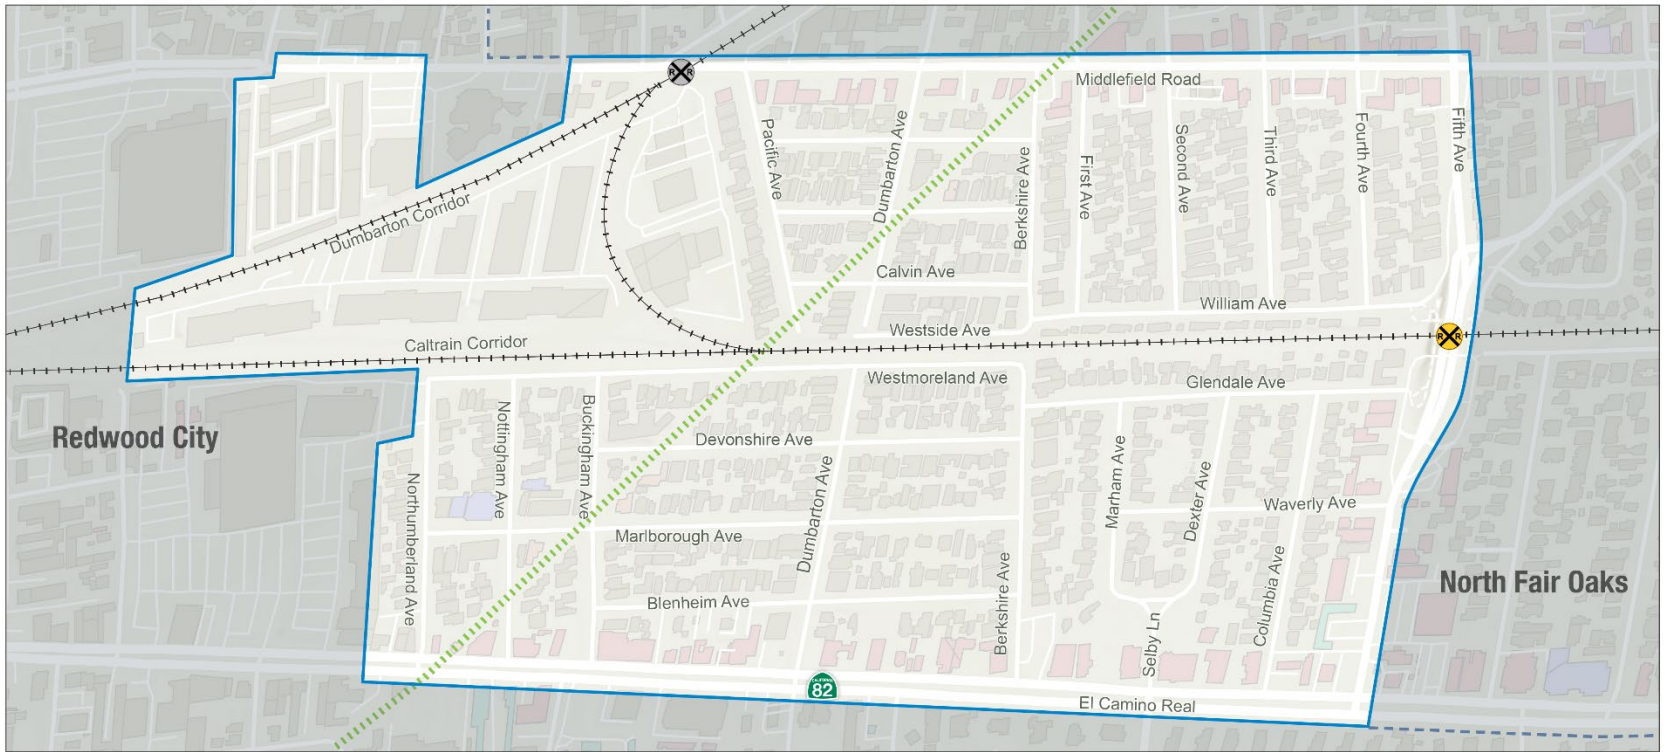 R R
Middlefield Road
Pacific Ave
Dumbarton Ave
Berkshire Ave
First Ave
Second Ave
Third Ave
Fourth Ave
Fifth Ave
Dumbarton Corridor
Calvin Ave
William Ave
Westside Ave
R R
Caltrain Corridor
Westmoreland Ave
Glendale Ave
Redwood City
Nottingham Ave
Buckingham Ave
Devonshire Ave
Northumberland Ave
Dumbarton Ave
Marham Ave
Dexter Ave
Waverly Ave
Marlborough Ave
Berkshire Ave
Columbia Ave
North Fair Oaks
Blenheim Ave
Selby Ln
CALIFORNIA
82
El Camino Real